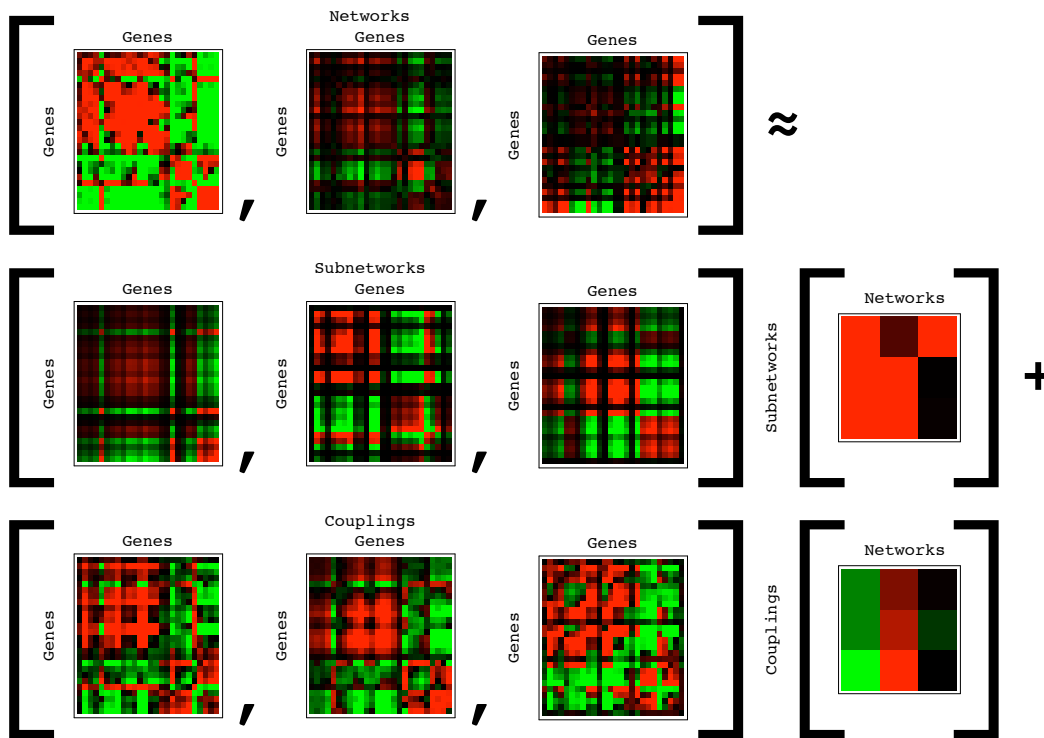 Networks
Genes Genes Genes
Genes Genes Genes
, , ≈
Subnetworks
Genes Genes Genes Networks
Genes Genes Genes Subnetworks
, , +
Couplings
Genes Genes Genes Networks
Genes Genes Genes Couplings
, ,